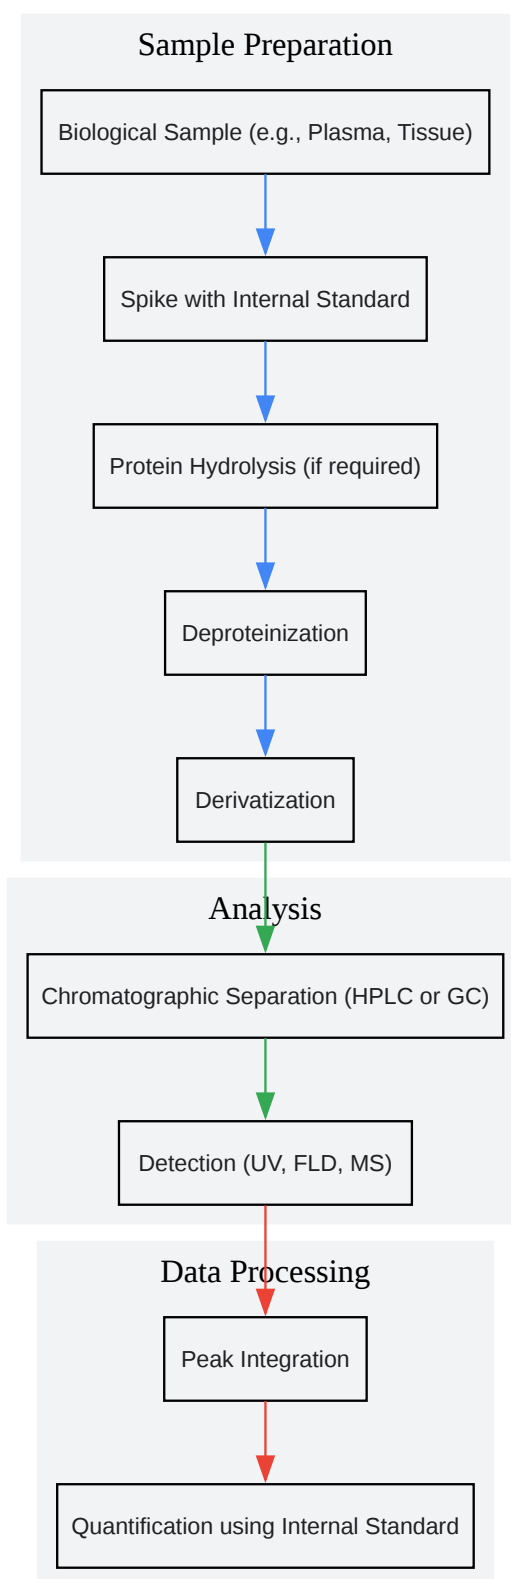 Sample Preparation
Biological Sample (e.g., Plasma, Tissue)
Spike with Internal Standard
Protein Hydrolysis (if required)
Deproteinization
Derivatization
Analysis
Chromatographic Separation (HPLC or GC)
Detection (UV, FLD, MS)
Data Processing
Peak Integration
Quantification using Internal Standard